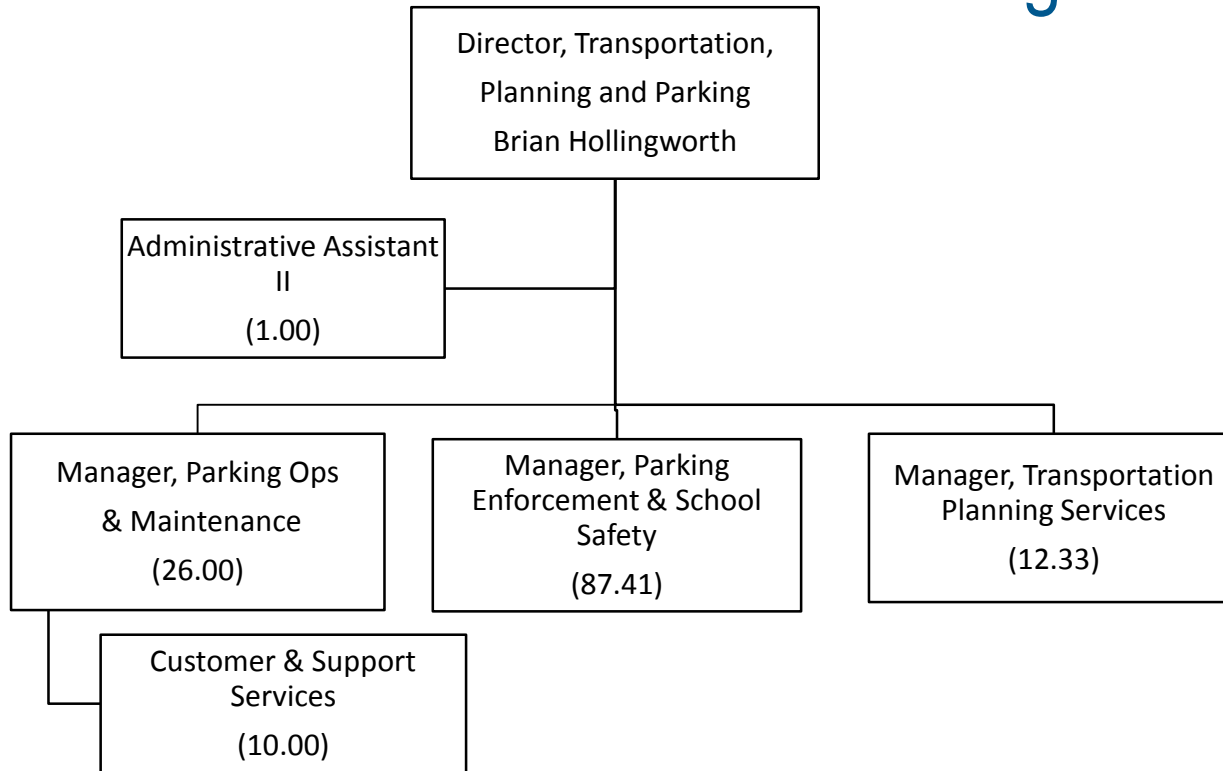 Director, Transportation,
Planning and Parking
Brian Hollingworth
Administrative Assistant
II
(1.00)
Manager, Parking Ops
& Maintenance
(26.00)
Manager, Parking
Enforcement & School
Safety
(87.41)
Manager, Transportation
Planning Services
(12.33)
Customer & Support
Services
(10.00)